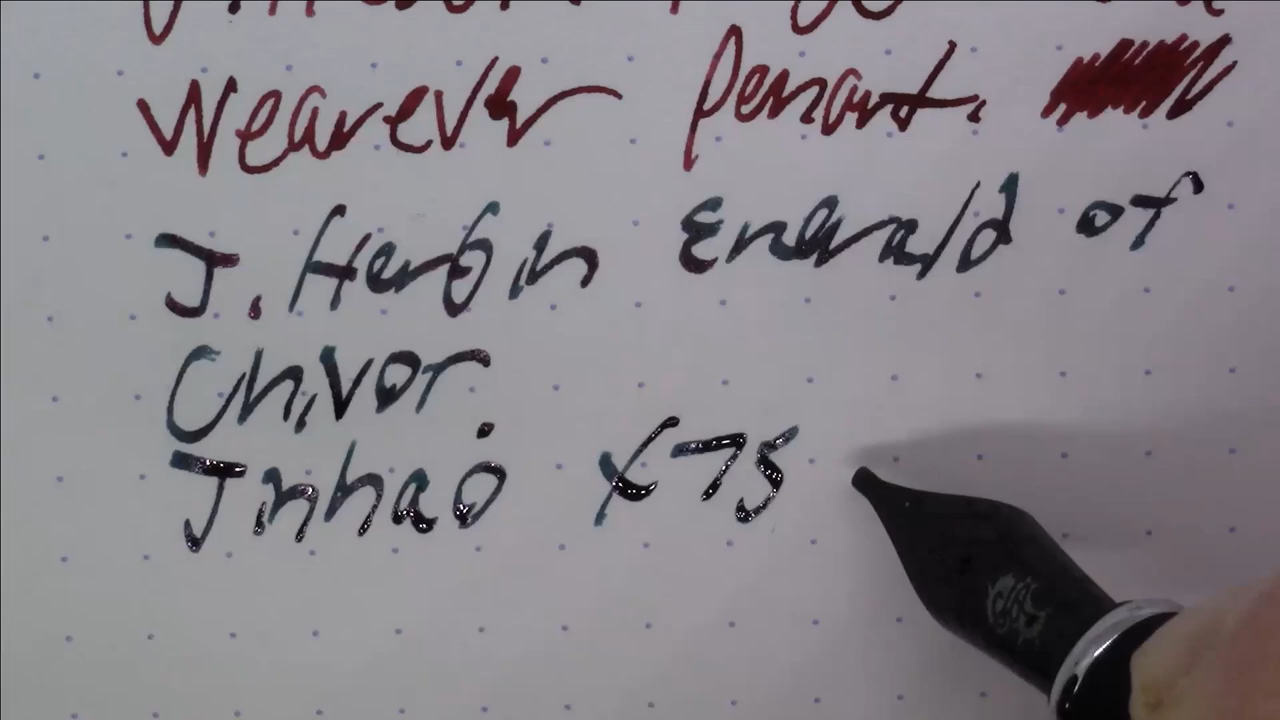 Wearever Pennant.
J. Herbin Emerald of
Chivor.
Jinhao X75